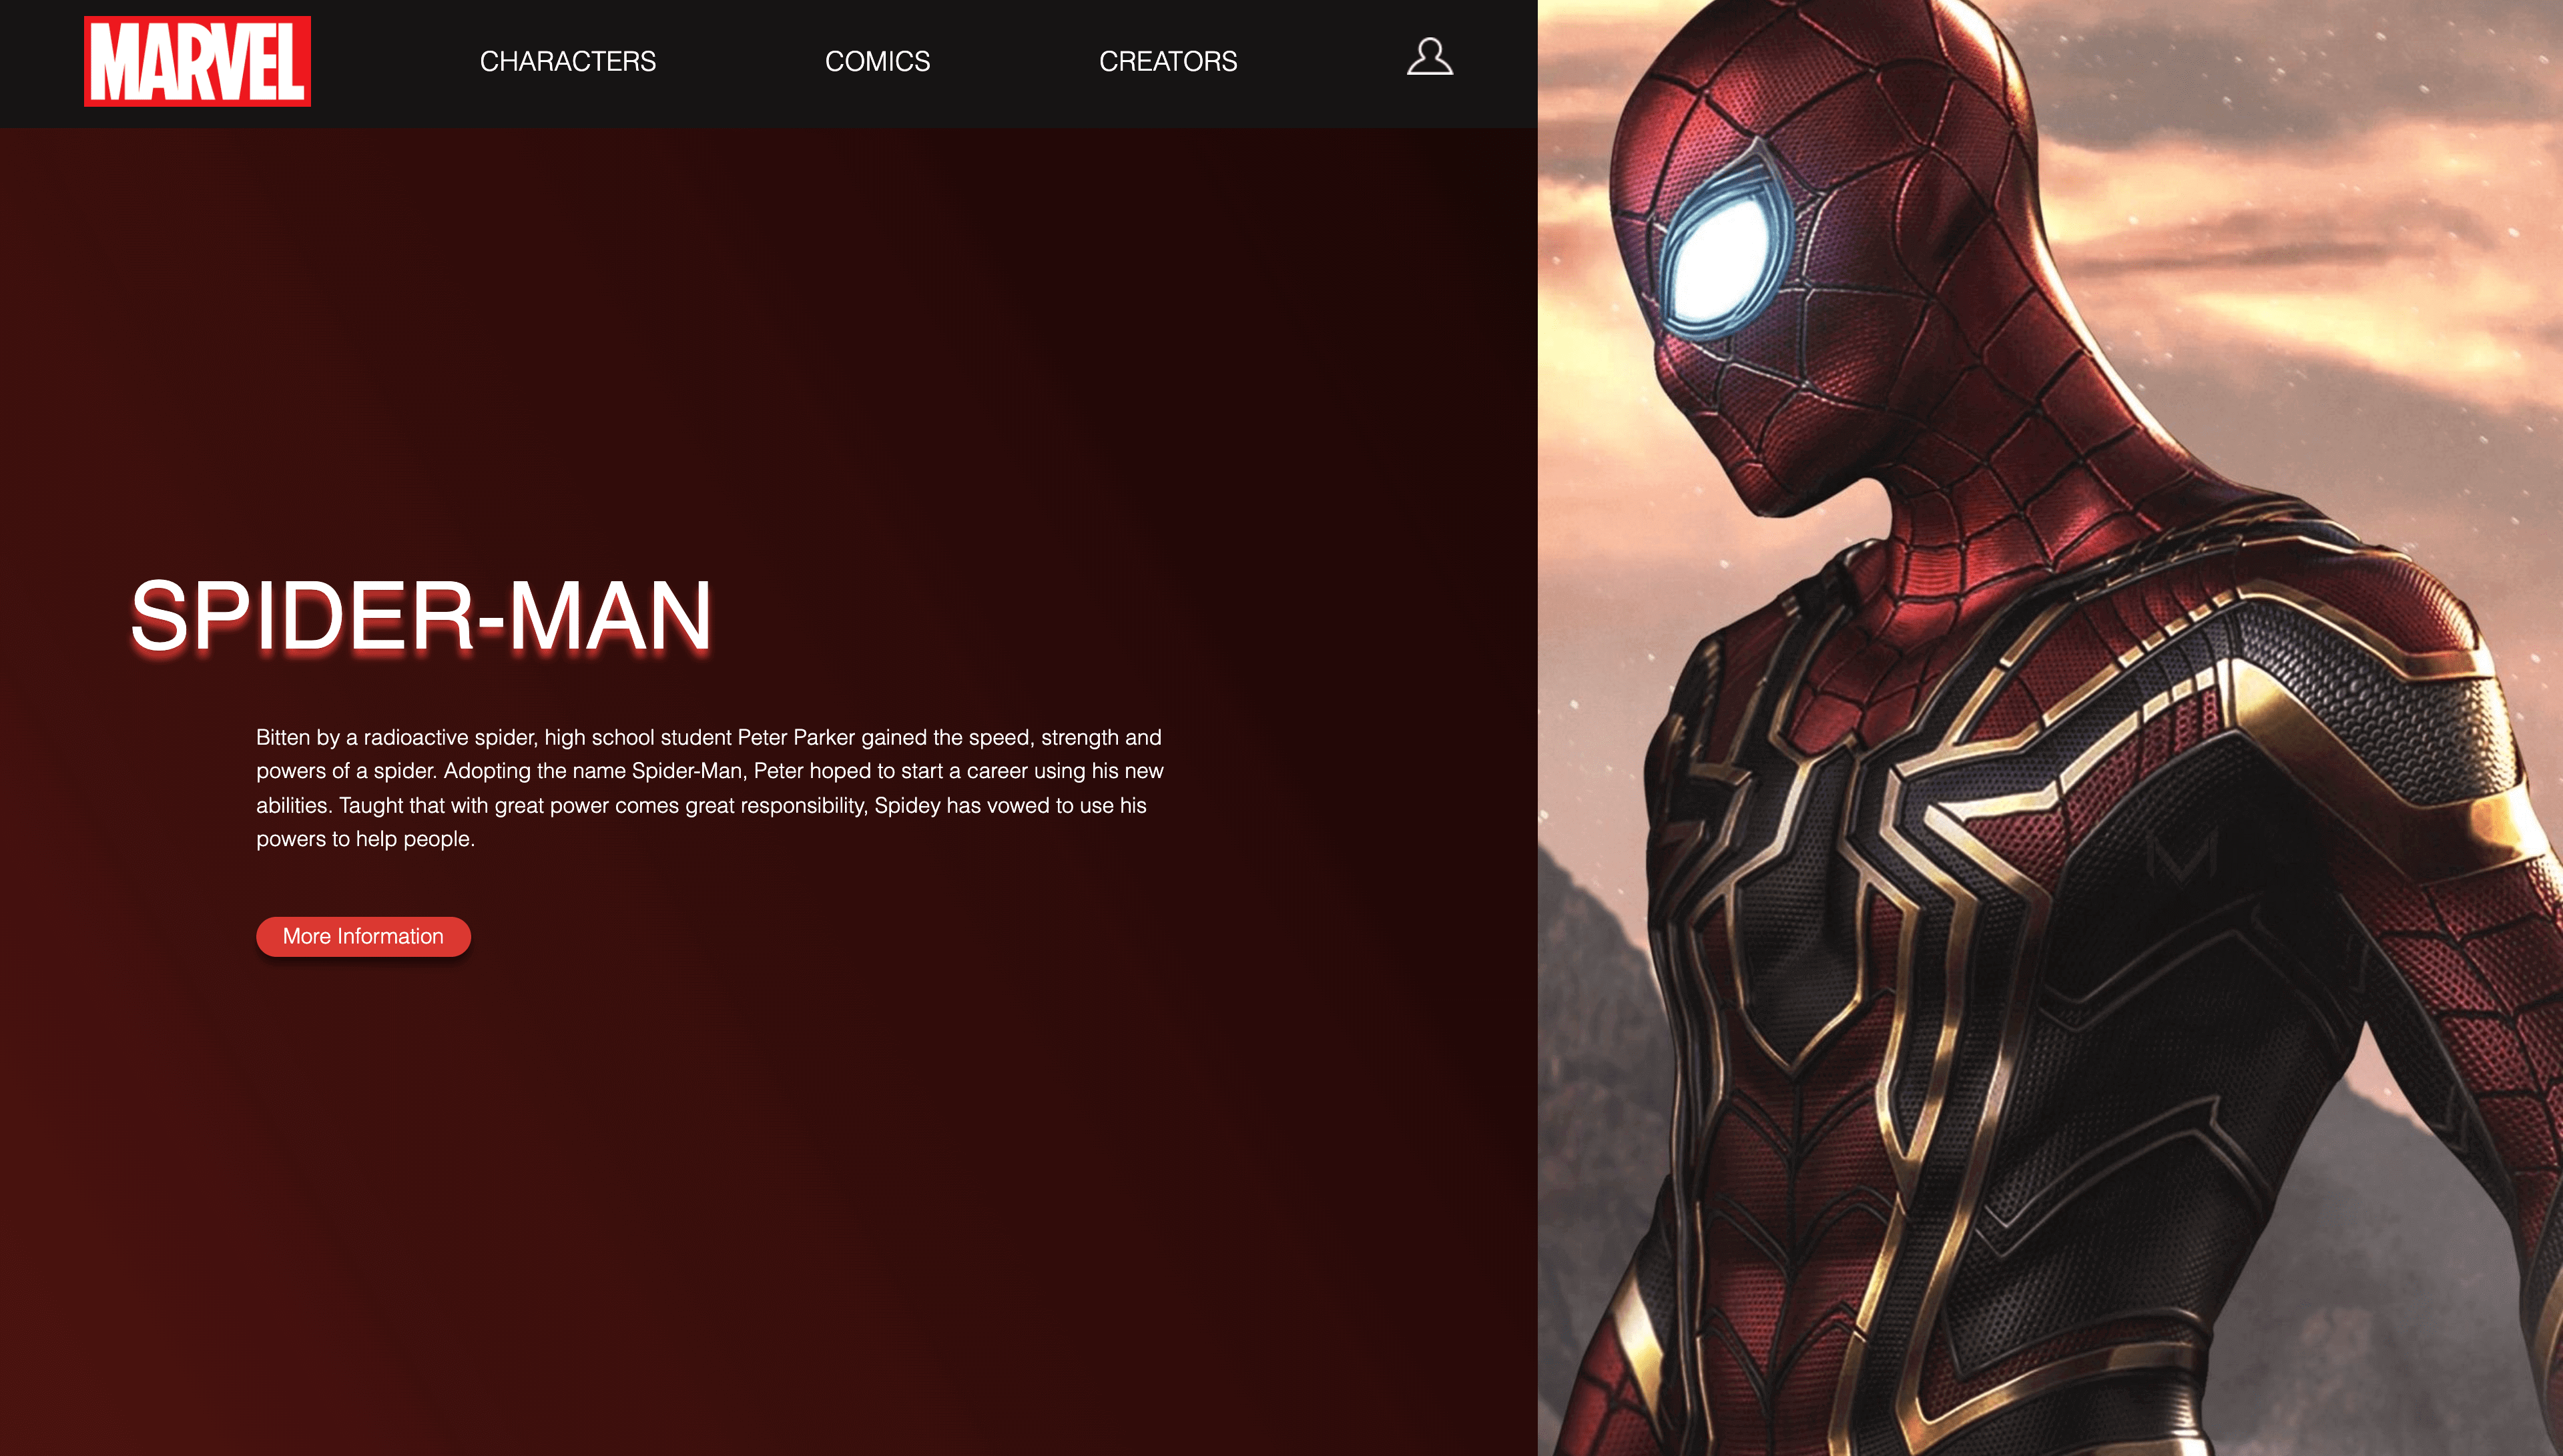 MARVEL
CHARACTERS
COMICS
CREATORS
SPIDER-MAN
Bitten by a radioactive spider, high school student Peter Parker gained the speed, strength and
powers of a spider. Adopting the name Spider-Man, Peter hoped to start a career using his new
abilities. Taught that with great power comes great responsibility, Spidey has vowed to use his
powers to help people.
More Information